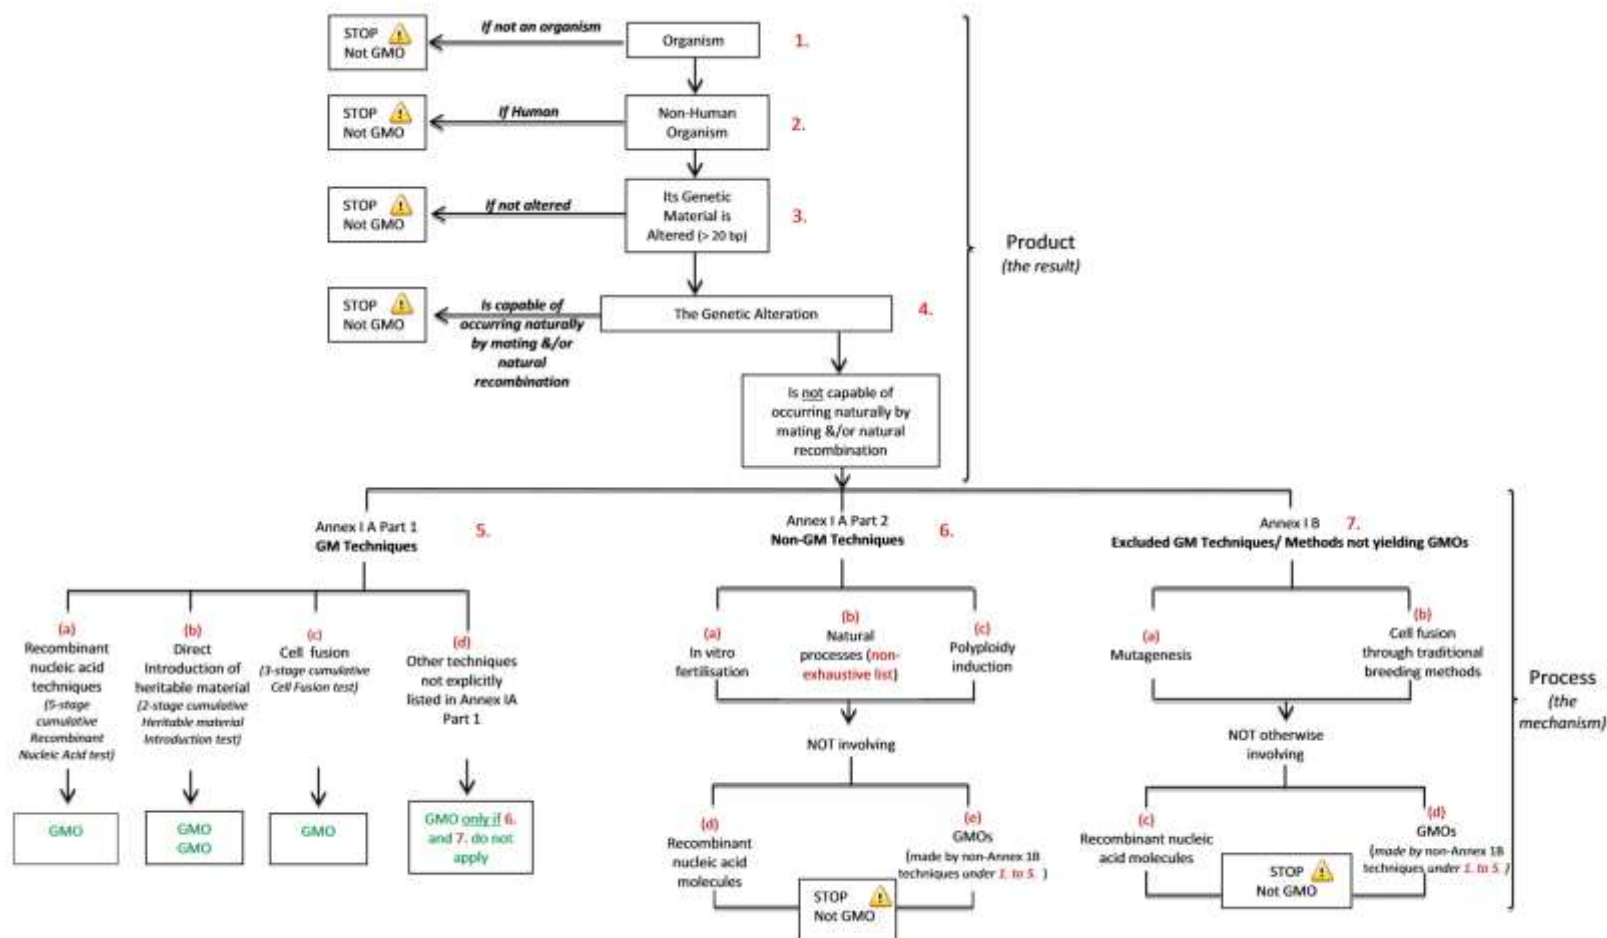 STOP
Not GMO
If not an organism
Organism
1.
STOP
Not GMO
If Human
Non-Human
Organism
2.
STOP
Not GMO
If not altered
Its Genetic
Material is
Altered (> 20 bp)
3.
Product
(the result)
STOP
Not GMO
Is capable of
occurring naturally
by mating &/or
natural
recombination
The Genetic Alteration
4.
Is not capable of
occurring naturally by
mating &/or natural
recombination
Annex I A Part 1
GM Techniques
5.
Annex I A Part 2
Non-GM Techniques
6.
Annex I B
7.
Excluded GM Techniques/ Methods not yielding GMOs
(a)
Recombinant
nucleic acid
techniques
(5-stage
cumulative
Recombinant
Nucleic Acid test)
(b)
Direct
Introduction of
heritable material
(2-stage cumulative
Heritable material
Introduction test)
(c)
Cell fusion
(3-stage cumulative
Cell Fusion test)
(d)
Other techniques
not explicitly
listed in Annex IA
Part 1
GMO
GMO
GMO
GMO
GMO only if 6.
and 7. do not
apply
(a)
In vitro
fertilisation
(b)
Natural
processes (non-
exhaustive list)
(c)
Polyploidy
induction
NOT involving
(d)
Recombinant
nucleic acid
molecules
(e)
GMOs
(made by non-Annex 1B
techniques under 1. to 5. )
STOP
Not GMO
(a)
Mutagenesis
(b)
Cell fusion
through traditional
breeding methods
NOT otherwise
involving
(c)
Recombinant nucleic
acid molecules
(d)
GMOs
(made by non-Annex 1B
techniques under 1. to 5. )
STOP
Not GMO
Process
(the
mechanism)